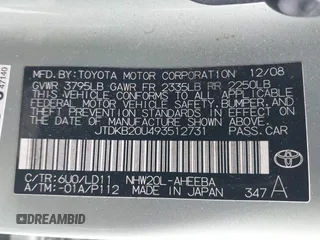 47140
MFD. BY: TOYOTA MOTOR CORPORATION 12/08
GVWR 3795LB GAWR FR 2335LB RR 2250LB
THIS VEHICLE CONFORMS TO ALL APPLICABLE
FEDERAL MOTOR VEHICLE SAFETY, BUMPER, AND
THEFT PREVENTION STANDARDS IN EFFECT ON THE
DATE OF MANUFACTURE SHOWN ABOVE.
JTDKB20U493512731 PASS.CAR
C/TR: 6U0/LD11 NHW20L-AHEEBA
A/TM: -01A/P112 MADE IN JAPAN 347 A
TOYOTA
DREAMBID